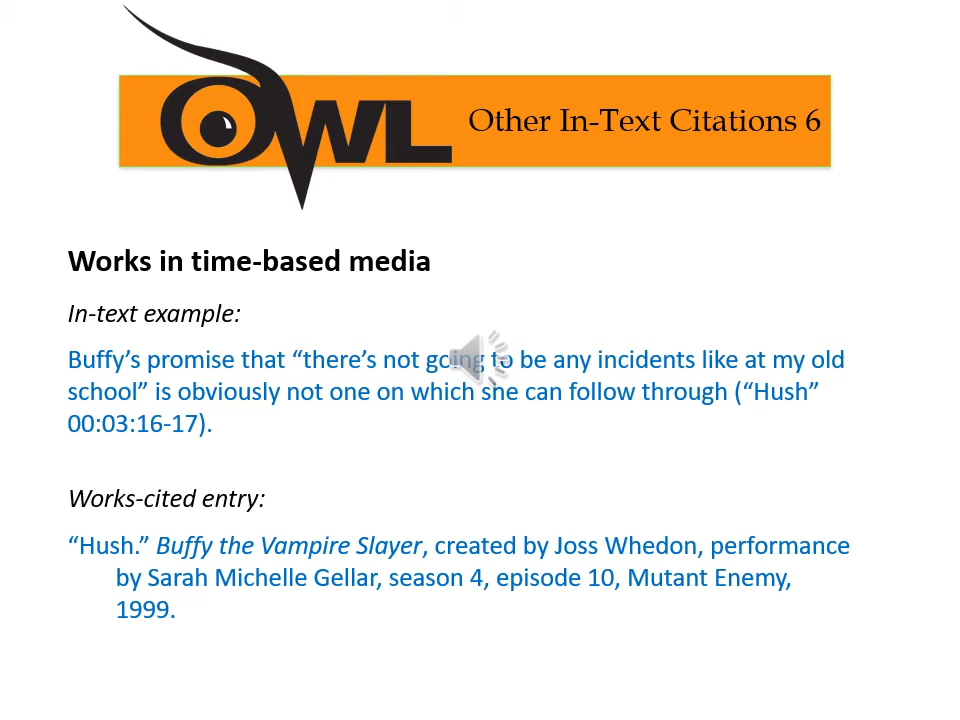 OWL Other In-Text Citations 6
Works in time-based media
In-text example:
Buffy’s promise that “there’s not going to be any incidents like at my old
school” is obviously not one on which she can follow through (“Hush”
00:03:16-17).
Works-cited entry:
“Hush.” Buffy the Vampire Slayer, created by Joss Whedon, performance
by Sarah Michelle Gellar, season 4, episode 10, Mutant Enemy,
1999.